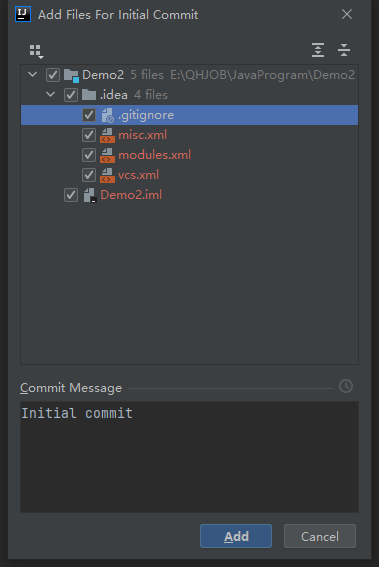 IJ Add Files For Initial Commit
Demo2 5 files E:\QHJOB\JavaProgram\Demo2
.idea 4 files
.gitignore
misc.xml
modules.xml
vcs.xml
Demo2.iml
Commit Message
Initial commit
Add Cancel